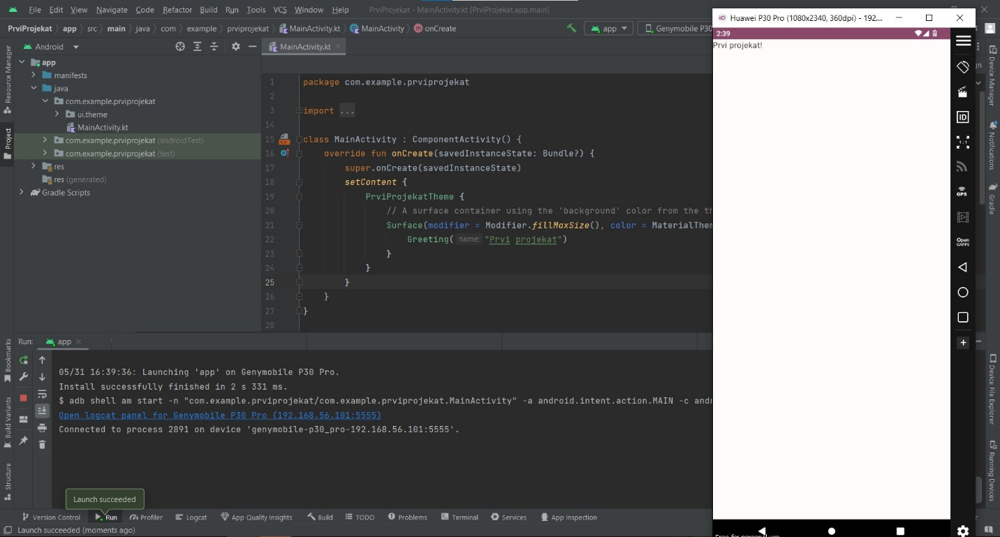 File Edit View Navigate Code Refactor Build Run Tools VCS Window Help PrviProjekat - MainActivity.kt [PrviProjekat.app.main]
PrviProjekat app src main java com example prviprojekat MainActivity.kt MainActivity onCreate app Genymobile P30
Android
MainActivity.kt
app
manifests
java
com.example.prviprojekat
ui.theme
MainActivity.kt
com.example.prviprojekat (androidTest)
com.example.prviprojekat (test)
res
res (generated)
Gradle Scripts
Resource Manager
Project
Bookmarks
Build Variants
Structure
1 package com.example.prviprojekat
2
3 import ...
14
15 class MainActivity : ComponentActivity() {
16 override fun onCreate(savedInstanceState: Bundle?) {
17 super.onCreate(savedInstanceState)
18 setContent {
19 PrviProjekatTheme {
20 // A surface container using the 'background' color from the th
21 Surface(modifier = Modifier.fillMaxSize(), color = MaterialThem
22 Greeting( name: "Prvi projekat")
23 }
24 }
25 }
26 }
27 }
28
Run: app
05/31 16:39:36: Launching 'app' on Genymobile P30 Pro.
Install successfully finished in 2 s 331 ms.
$ adb shell am start -n "com.example.prviprojekat/com.example.prviprojekat.MainActivity" -a android.intent.action.MAIN -c andr
Open logcat panel for Genymobile P30 Pro (192.168.56.101:5555)
Connected to process 2891 on device 'genymobile-p30_pro-192.168.56.101:5555'.
Launch succeeded
Version Control Run Profiler Logcat App Quality Insights Build TODO Problems Terminal Services App Inspection
Launch succeeded (moments ago)
Huawei P30 Pro (1080x2340, 360dpi) - 192....
2:39
Prvi projekat!
ID
1:1
GPS
Open
GAPPS
Free for personal use
Device Manager
Notifications
Gradle
Device File Explorer
Running Devices